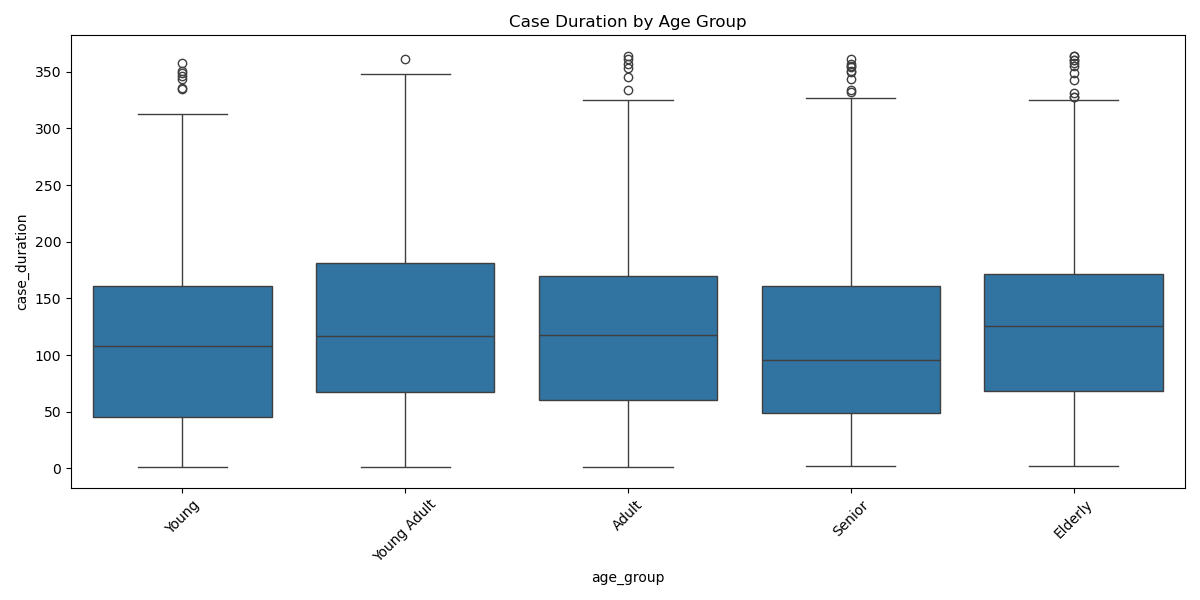 Case Duration by Age Group
case_duration
350
300
250
200
150
100
50
0
Young
Young Adult
Adult
Senior
Elderly
age_group